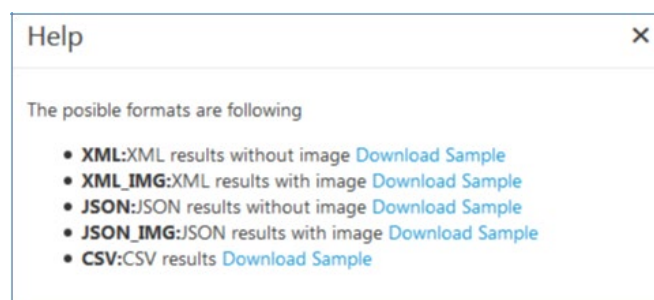 Help
The posible formats are following
• XML:XML results without image Download Sample
• XML_IMG:XML results with image Download Sample
• JSON:JSON results without image Download Sample
• JSON_IMG:JSON results with image Download Sample
• CSV:CSV results Download Sample